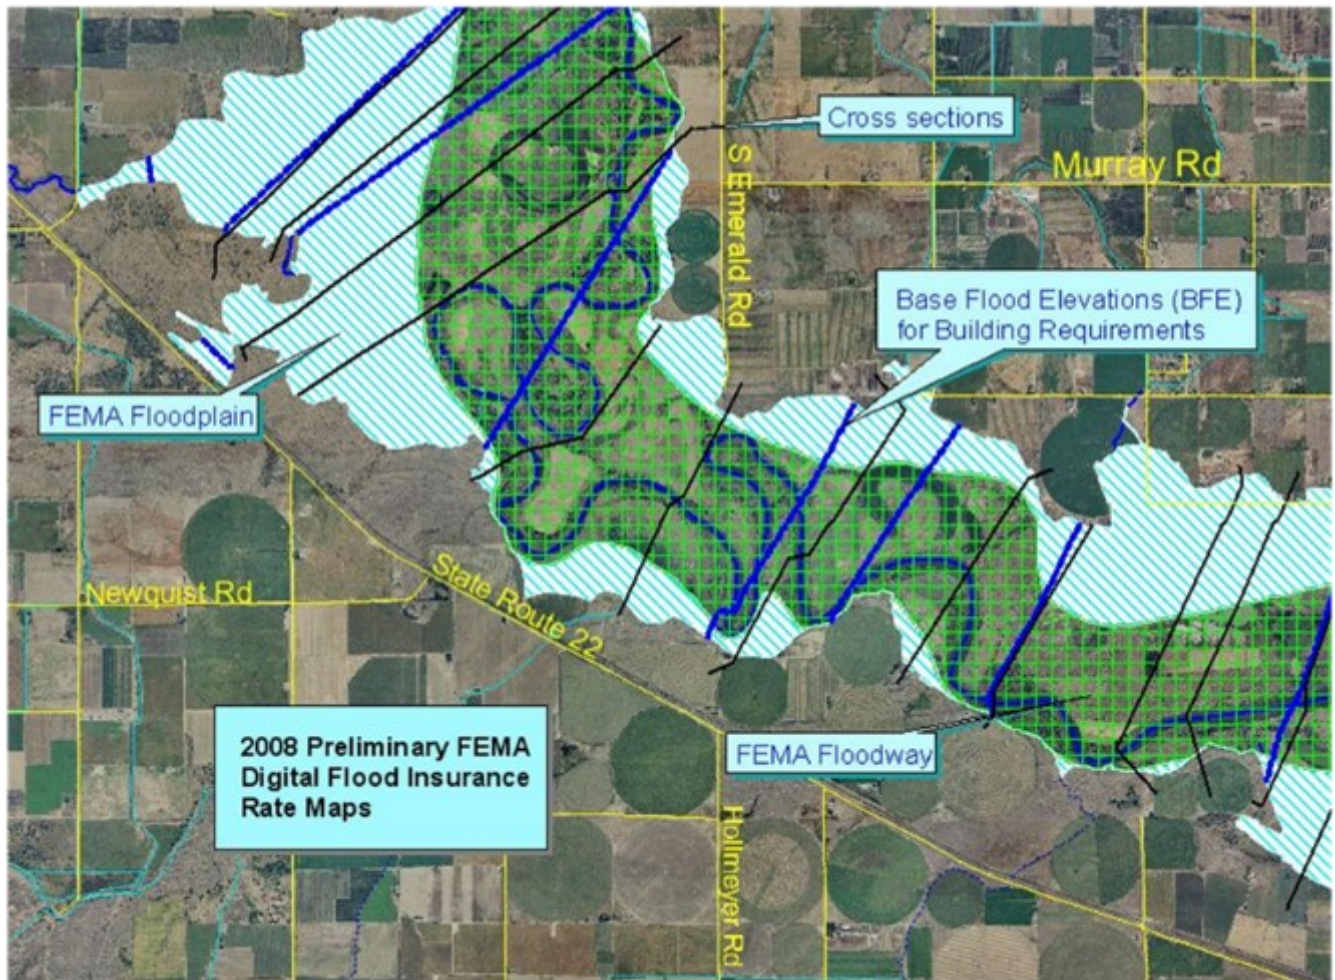 Cross sections
Murray Rd
S Emerald Rd
Base Flood Elevations (BFE)
for Building Requirements
FEMA Floodplain
State Route 22
Newquist Rd
2008 Preliminary FEMA
Digital Flood Insurance
Rate Maps
FEMA Floodway
Hollmeyer Rd